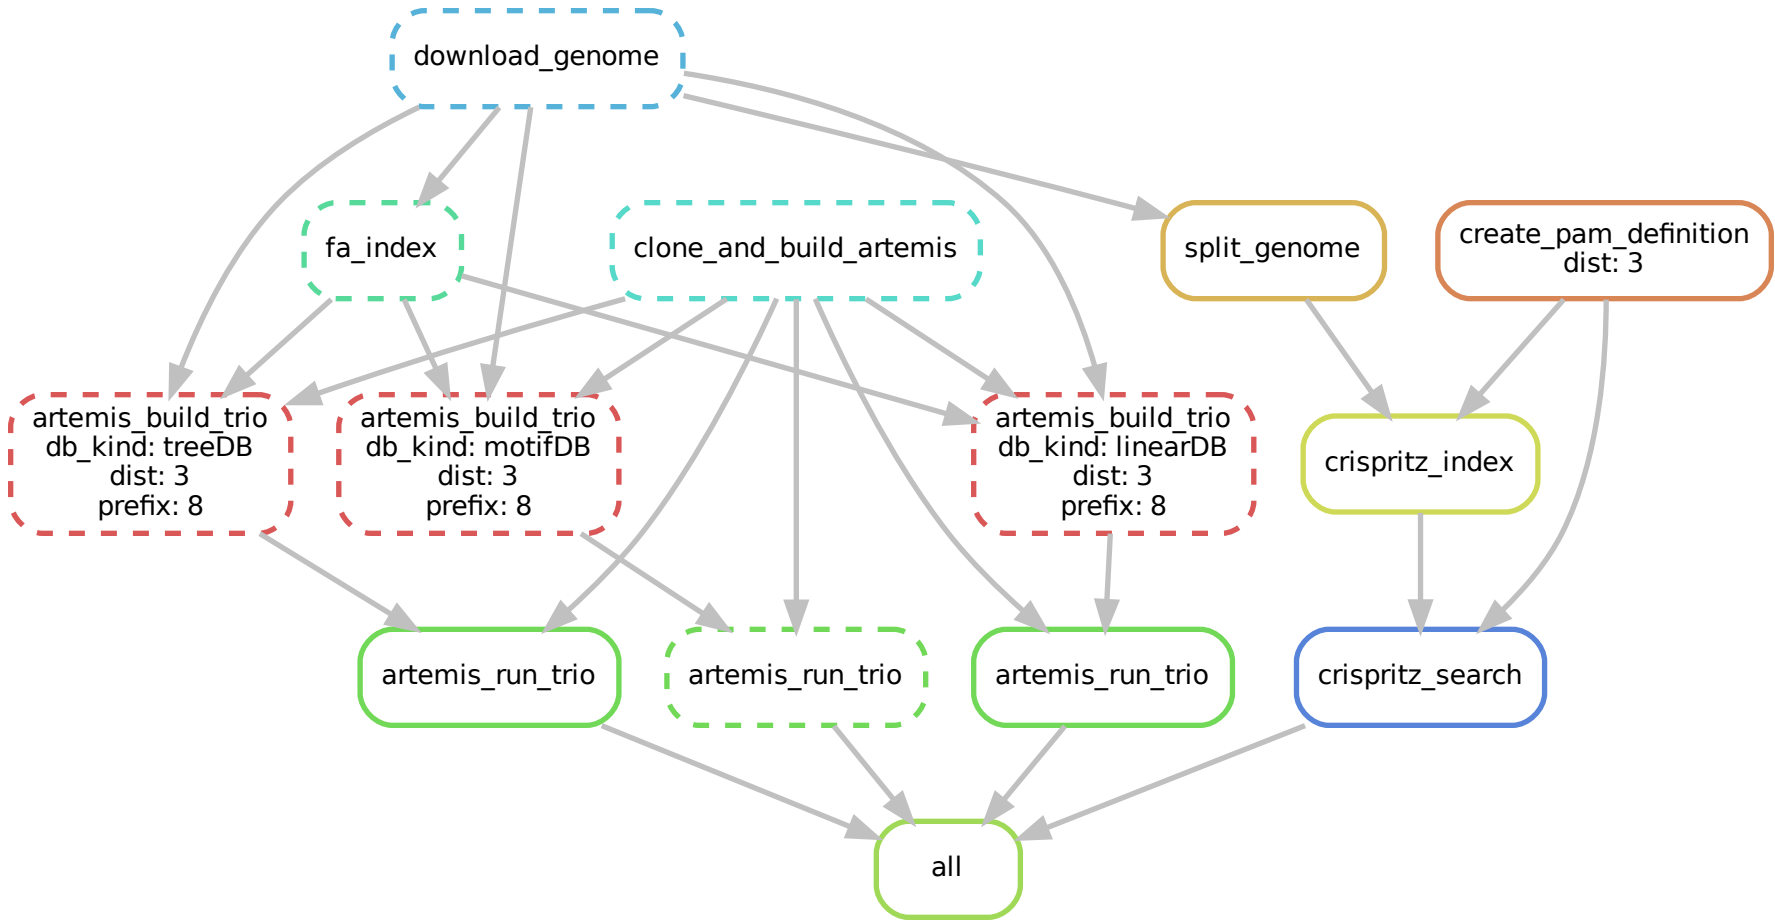 download_genome
fa_index
clone_and_build_artemis
split_genome
create_pam_definition
dist: 3
artemis_build_trio
db_kind: treeDB
dist: 3
prefix: 8
artemis_build_trio
db_kind: motifDB
dist: 3
prefix: 8
artemis_build_trio
db_kind: linearDB
dist: 3
prefix: 8
crispritz_index
artemis_run_trio
artemis_run_trio
artemis_run_trio
crispritz_search
all